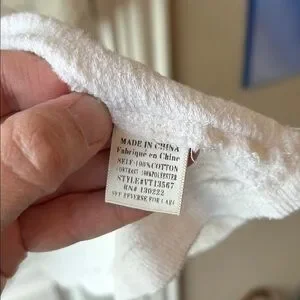 MADE IN CHINA
Fabriqué en Chine
SELF:100%COTTON
CONTRAST:100%POLYESTER
STYLE#VT13567
RN# 130222
SEE REVERSE FOR CARE